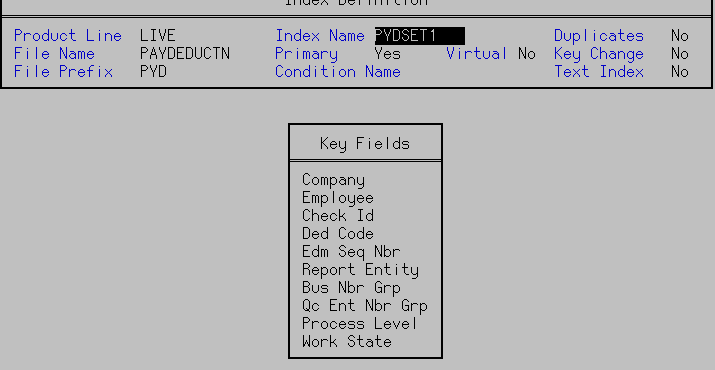 Index Definition
Product Line LIVE Index Name PYDSET1 Duplicates No
File Name PAYDEDUCTN Primary Yes Virtual No Key Change No
File Prefix PYD Condition Name Text Index No
Key Fields
Company
Employee
Check Id
Ded Code
Edm Seq Nbr
Report Entity
Bus Nbr Grp
Qc Ent Nbr Grp
Process Level
Work State